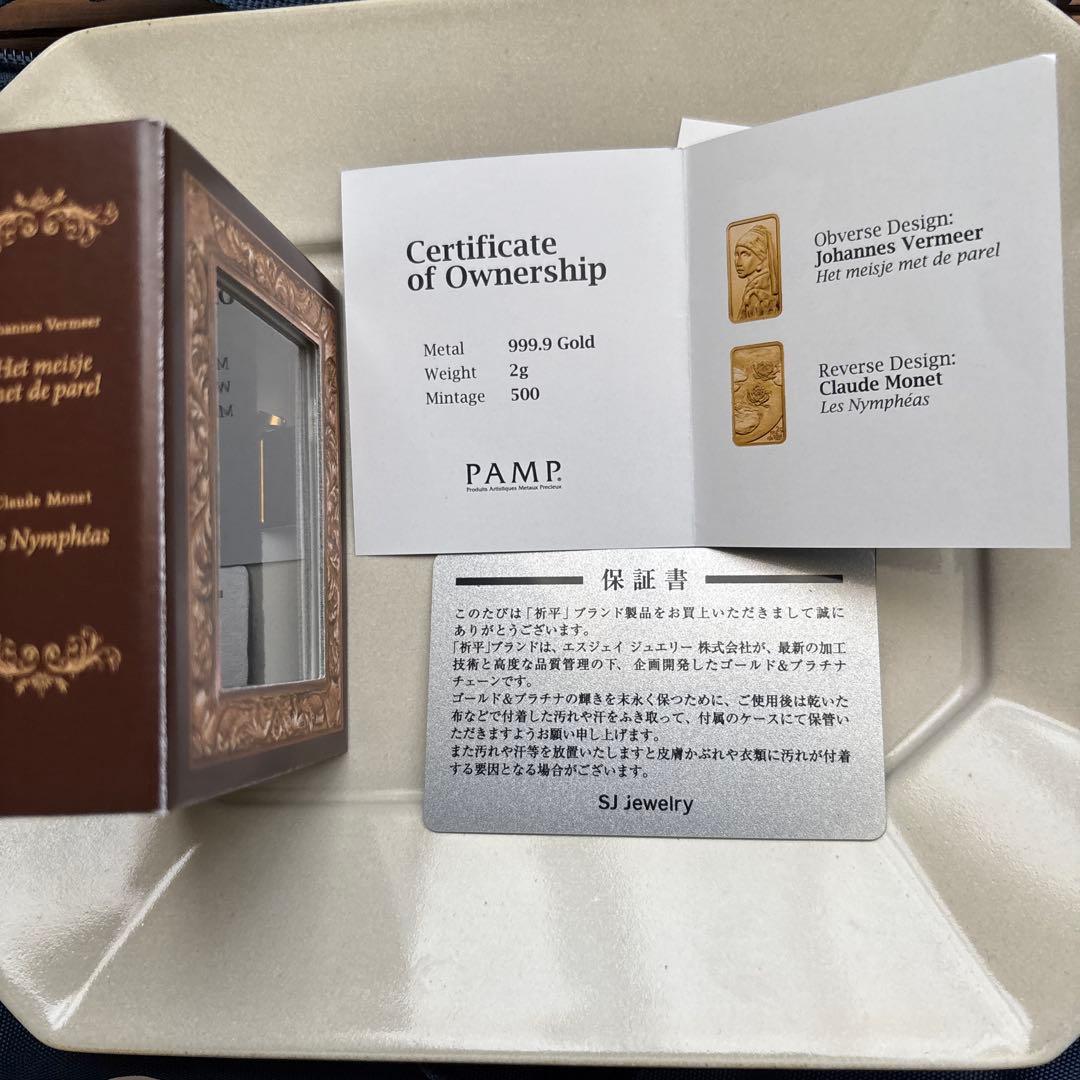 Vermeer
Het meisje
met de parel
Claude Monet
Nymphéas
Certificate
of Ownership
Metal 999.9 Gold
Weight 2g
Mintage 500
PAMP®
Produits Artistiques Métaux Précieux
Obverse Design:
Johannes Vermeer
Het meisje met de parel
Reverse Design:
Claude Monet
Les Nymphéas
保証書
このたびは「祈平」ブランド製品をお買上いただきまして誠に
ありがとうございます。
「祈平」ブランドは、エスジェイ ジュエリー 株式会社が、最新の加工
技術と高度な品質管理の下、企画開発したゴールド&プラチナ
チェーンです。
ゴールド&プラチナの輝きを末永く保つために、ご使用後は乾いた
布などで付着した汚れや汗をふき取って、付属のケースにて保管い
ただきますようお願い申し上げます。
また汚れや汗等を放置いたしますと皮膚かぶれや衣類に汚れが付着
する要因となる場合がございます。
SJ Jewelry